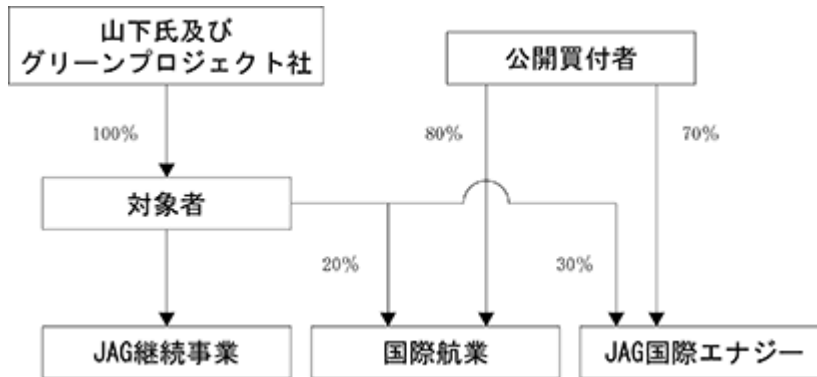 山下氏及び
グリーンプロジェクト社
公開買付者
100%
80%
70%
対象者
20%
30%
JAG継続事業
国際航業
JAG国際エナジー